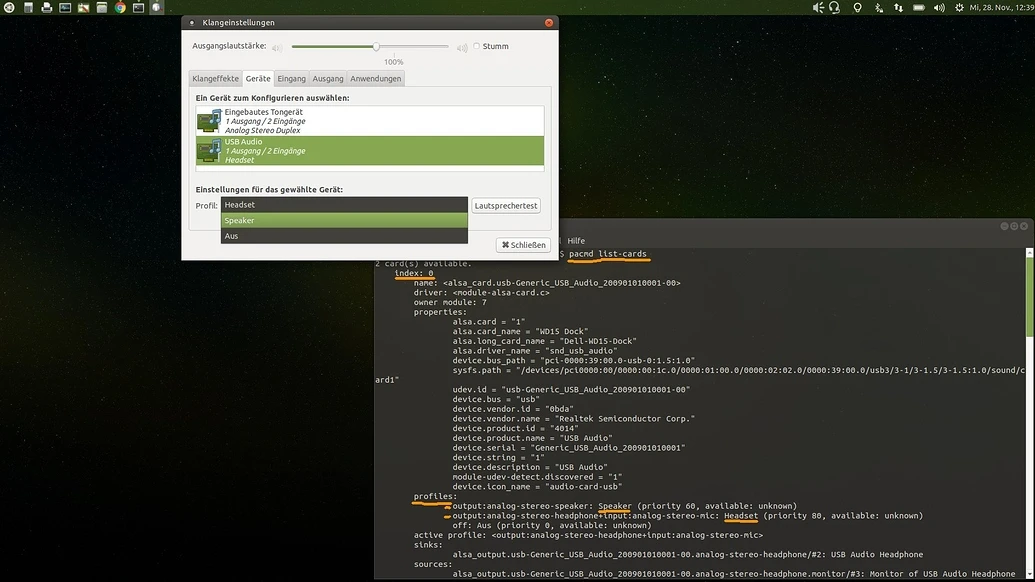 Mi, 28. Nov., 12:39
Klangeinstellungen
Ausgangslautstärke:
Stumm
100%
Klangeffekte Geräte Eingang Ausgang Anwendungen
Ein Gerät zum Konfigurieren auswählen:
Eingebautes Tongerät
1 Ausgang / 2 Eingänge
Analog Stereo Duplex
USB Audio
1 Ausgang / 2 Eingänge
Headset
Einstellungen für das gewählte Gerät:
Profil:
Headset
Speaker
Aus
Lautsprechertest
Schließen
Hilfe
$ pacmd list-cards
2 card(s) available.
index: 0
name: <alsa_card.usb-Generic_USB_Audio_200901010001-00>
driver: <module-alsa-card.c>
owner module: 7
properties:
alsa.card = "1"
alsa.card_name = "WD15 Dock"
alsa.long_card_name = "Dell-WD15-Dock"
alsa.driver_name = "snd_usb_audio"
device.bus_path = "pci-0000:39:00.0-usb-0:1.5:1.0"
sysfs.path = "/devices/pci0000:00/0000:00:1c.0/0000:01:00.0/0000:02:02.0/0000:39:00.0/usb3/3-1/3-1.5/3-1.5:1.0/sound/c
ard1"
udev.id = "usb-Generic_USB_Audio_200901010001-00"
device.bus = "usb"
device.vendor.id = "0bda"
device.vendor.name = "Realtek Semiconductor Corp."
device.product.id = "4014"
device.product.name = "USB Audio"
device.serial = "Generic_USB_Audio_200901010001"
device.string = "1"
device.description = "USB Audio"
module-udev-detect.discovered = "1"
device.icon_name = "audio-card-usb"
profiles:
output:analog-stereo-speaker: Speaker (priority 60, available: unknown)
output:analog-stereo-headphone+input:analog-stereo-mic: Headset (priority 80, available: unknown)
off: Aus (priority 0, available: unknown)
active profile: <output:analog-stereo-headphone+input:analog-stereo-mic>
sinks:
alsa_output.usb-Generic_USB_Audio_200901010001-00.analog-stereo-headphone/#2: USB Audio Headphone
sources:
alsa_output.usb-Generic_USB_Audio_200901010001-00.analog-stereo-headphone.monitor/#3: Monitor of USB Audio Headphone